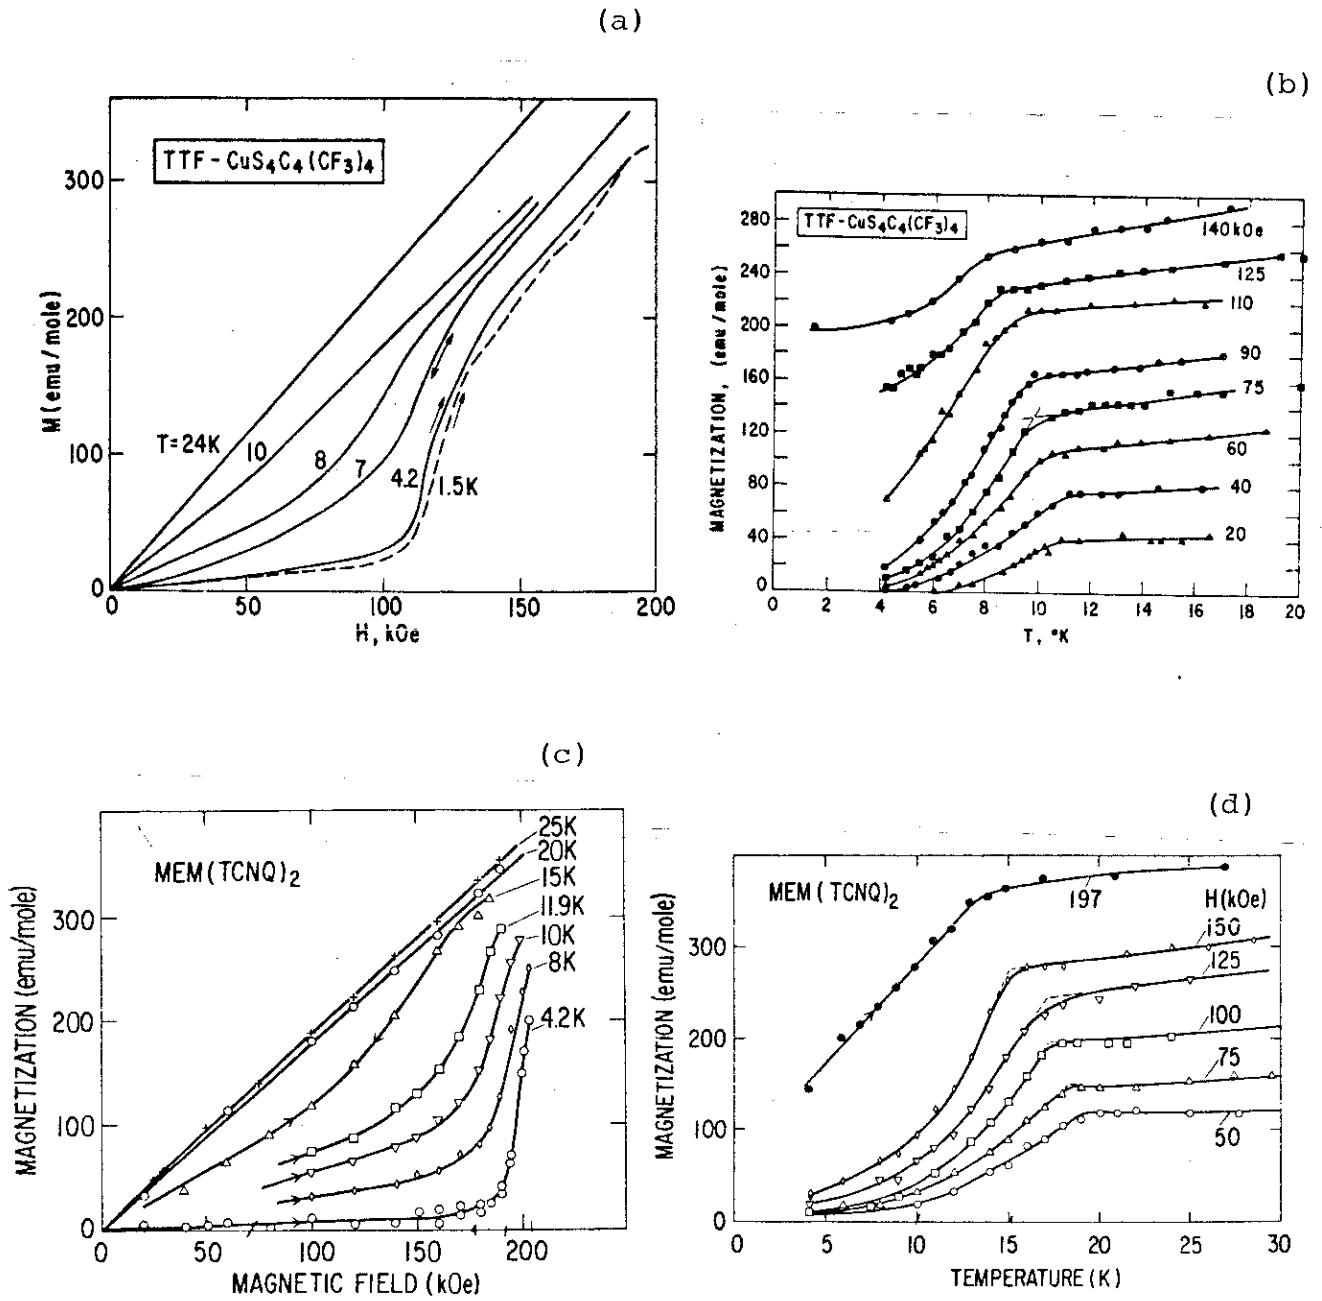 (a)
TTF-CuS₄C₄(CF₃)₄
M(emu/mole)
300
200
100
0
T=24K
10
8
7
4.2
1.5K
0
50
100
150
200
H, kOe
(b)
TTF-CuS₄C₄(CF₃)₄
MAGNETIZATION, (emu/mole)
280
240
200
160
120
80
40
0
140kOe
125
110
90
75
60
40
20
0
2
4
6
8
10
12
14
16
18
20
T, °K
(c)
MEM(TCNQ)₂
MAGNETIZATION (emu/mole)
300
200
100
0
25K
20K
15K
11.9K
10K
8K
4.2K
0
50
100
150
200
MAGNETIC FIELD (kOe)
(d)
MEM(TCNQ)₂
MAGNETIZATION (emu/mole)
300
200
100
0
197
H(kOe)
150
125
100
75
50
0
5
10
15
20
25
30
TEMPERATURE (K)